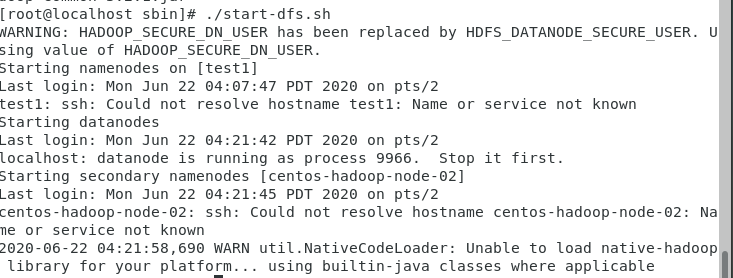 [root@localhost sbin]# ./start-dfs.sh
WARNING: HADOOP_SECURE_DN_USER has been replaced by HDFS_DATANODE_SECURE_USER. U
sing value of HADOOP_SECURE_DN_USER.
Starting namenodes on [test1]
Last login: Mon Jun 22 04:07:47 PDT 2020 on pts/2
test1: ssh: Could not resolve hostname test1: Name or service not known
Starting datanodes
Last login: Mon Jun 22 04:21:42 PDT 2020 on pts/2
localhost: datanode is running as process 9966.  Stop it first.
Starting secondary namenodes [centos-hadoop-node-02]
Last login: Mon Jun 22 04:21:45 PDT 2020 on pts/2
centos-hadoop-node-02: ssh: Could not resolve hostname centos-hadoop-node-02: Na
me or service not known
2020-06-22 04:21:58,690 WARN util.NativeCodeLoader: Unable to load native-hadoop
 library for your platform... using builtin-java classes where applicable